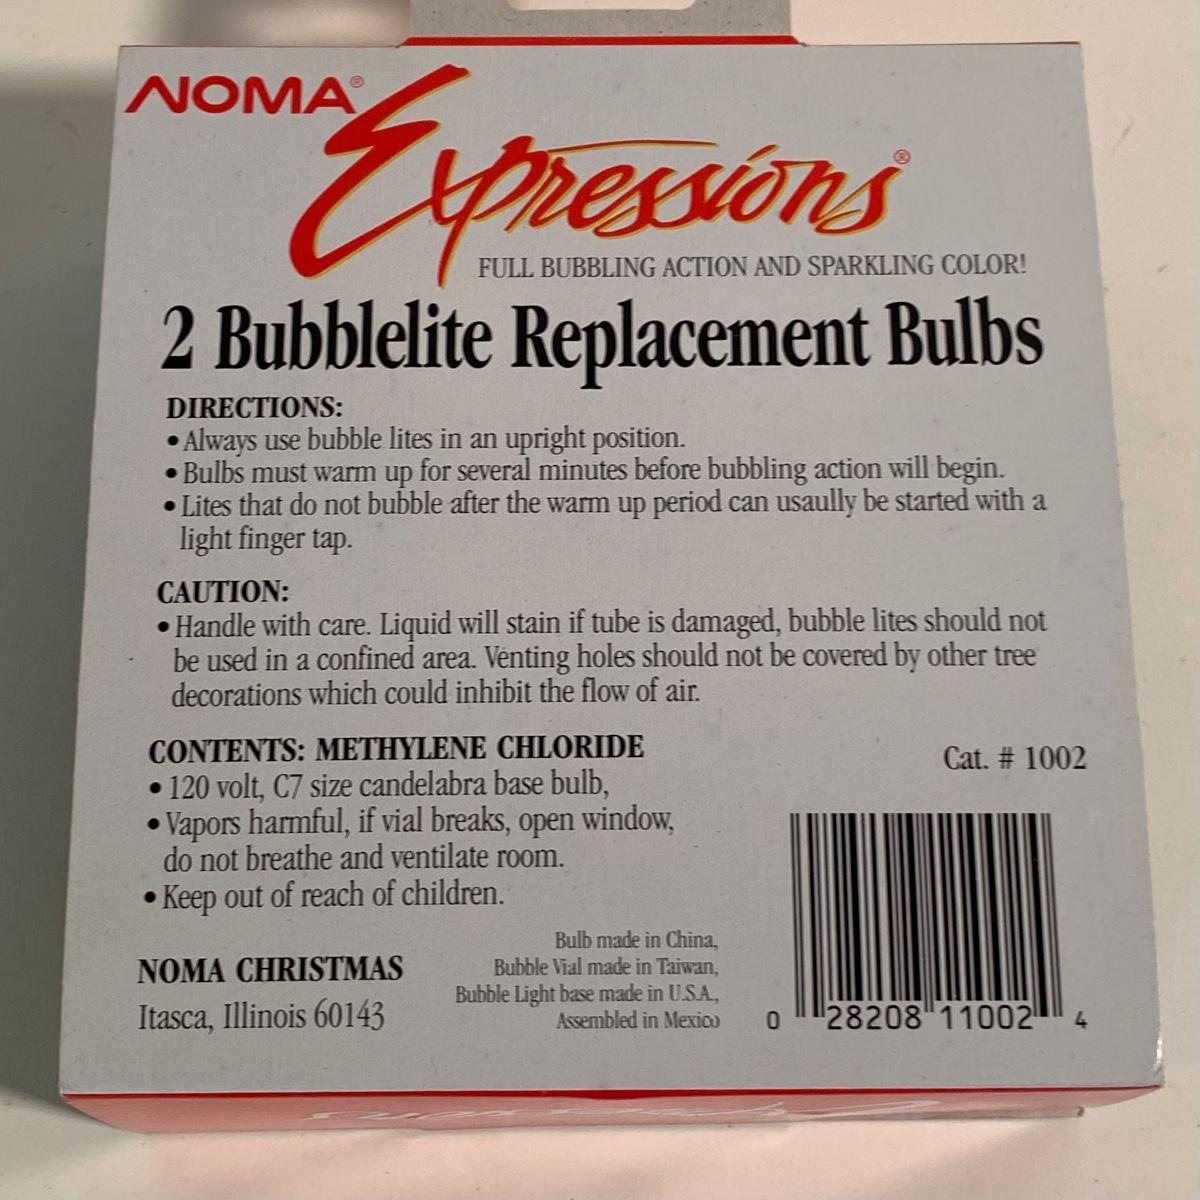 NOMA®
Expressions®
FULL BUBBLING ACTION AND SPARKLING COLOR!
2 Bubblelite Replacement Bulbs
DIRECTIONS:
• Always use bubble lites in an upright position.
• Bulbs must warm up for several minutes before bubbling action will begin.
• Lites that do not bubble after the warm up period can usaully be started with a
light finger tap.
CAUTION:
• Handle with care. Liquid will stain if tube is damaged, bubble lites should not
be used in a confined area. Venting holes should not be covered by other tree
decorations which could inhibit the flow of air.
CONTENTS: METHYLENE CHLORIDE
• 120 volt, C7 size candelabra base bulb,
• Vapors harmful, if vial breaks, open window,
do not breathe and ventilate room.
• Keep out of reach of children.
Cat. # 1002
NOMA CHRISTMAS
Itasca, Illinois 60143
Bulb made in China,
Bubble Vial made in Taiwan,
Bubble Light base made in U.S.A.,
Assembled in Mexico
0 28208 11002 4
Expressions